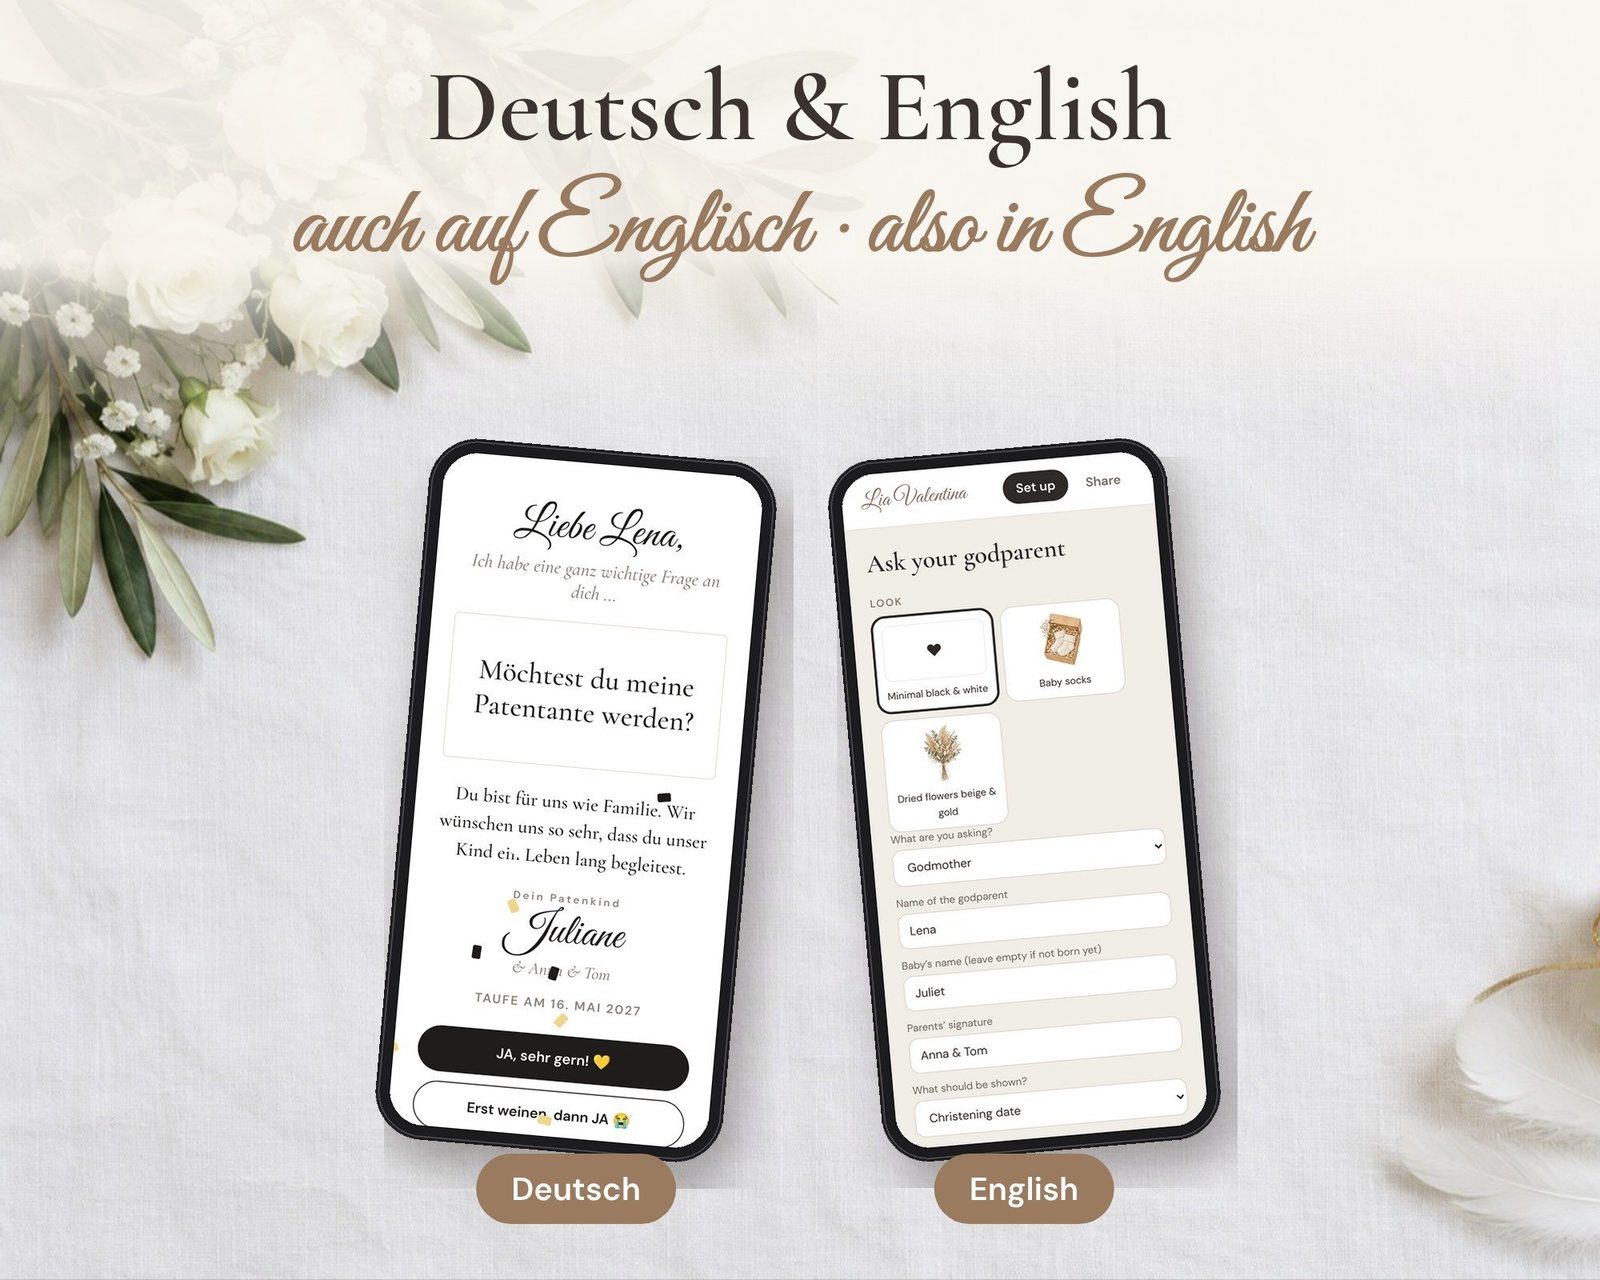 Deutsch & English
auch auf Englisch · also in English
Liebe Lena,
Ich habe eine ganz wichtige Frage an
dich ...
Möchtest du meine
Patentante werden?
Du bist für uns wie Familie. Wir
wünschen uns so sehr, dass du unser
Kind ein Leben lang begleitest.
Dein Patenkind
Juliane
& Anna & Tom
TAUFE AM 16. MAI 2027
JA, sehr gern! 💛
Erst weinen, dann JA 😭
Deutsch
Lia Valentina
Set up
Share
Ask your godparent
LOOK
Minimal black & white
Baby socks
Dried flowers beige &
gold
What are you asking?
Godmother
Name of the godparent
Lena
Baby's name (leave empty if not born yet)
Juliet
Parents' signature
Anna & Tom
What should be shown?
Christening date
English